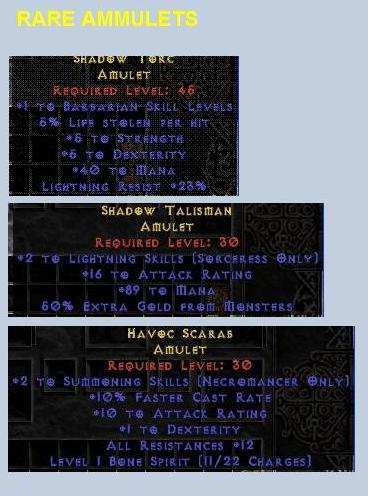 RARE AMMULETS
Shadow Torc
Amulet
Required Level: 45
+1 to Barbarian Skill Levels
5% Life stolen per hit
+5 to Strength
+5 to Dexterity
+40 to Mana
Lightning Resist +23%
Shadow Talisman
Amulet
Required Level: 30
+2 to Lightning Skills (Sorceress Only)
+16 to Attack Rating
+89 to Mana
50% Extra Gold from Monsters
Havoc Scarab
Amulet
Required Level: 30
+2 to Summoning Skills (Necromancer Only)
+10% Faster Cast Rate
+10 to Attack Rating
+1 to Dexterity
All Resistances +12
Level 1 Bone Spirit (11/22 Charges)